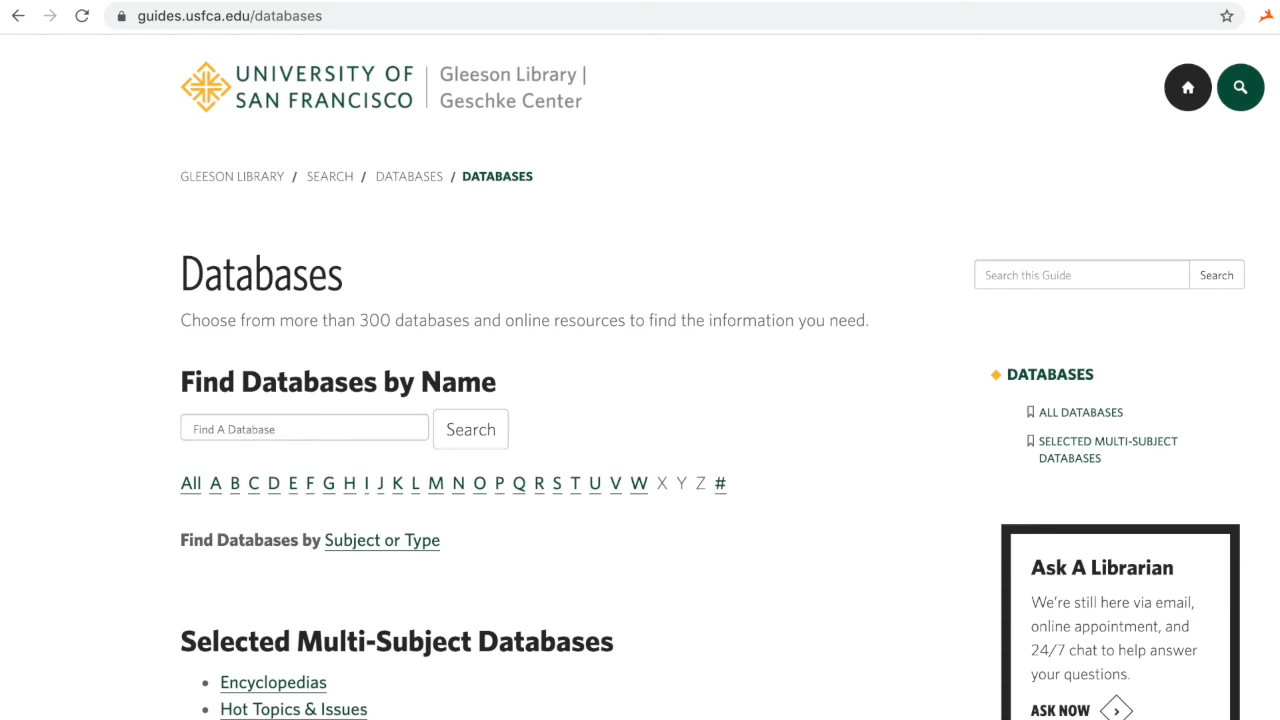 guides.usfca.edu/databases
UNIVERSITY OF
SAN FRANCISCO
Gleeson Library |
Geschke Center
GLEESON LIBRARY / SEARCH / DATABASES / DATABASES
Databases
Search this Guide Search
Choose from more than 300 databases and online resources to find the information you need.
Find Databases by Name
Find A Database Search
All A B C D E F G H I J K L M N O P Q R S T U V W X Y Z #
Find Databases by Subject or Type
Selected Multi-Subject Databases
• Encyclopedias
• Hot Topics & Issues
DATABASES
ALL DATABASES
SELECTED MULTI-SUBJECT
DATABASES
Ask A Librarian
We're still here via email,
online appointment, and
24/7 chat to help answer
your questions.
ASK NOW